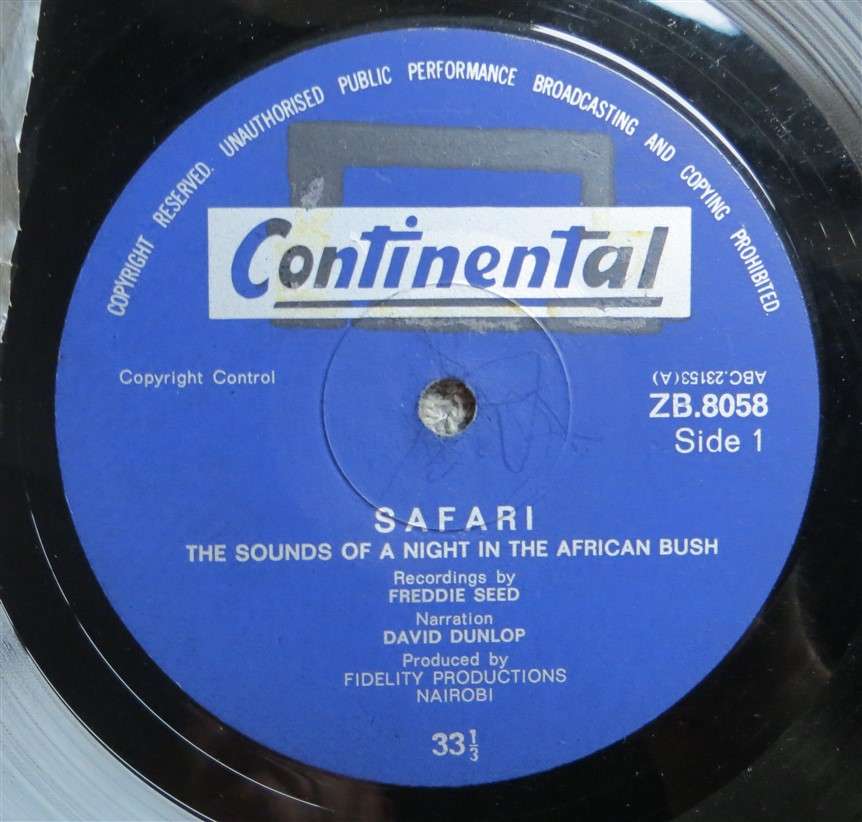 COPYRIGHT RESERVED. UNAUTHORISED PUBLIC PERFORMANCE BROADCASTING AND COPYING PROHIBITED.
Continental
Copyright Control
ABC.23153(A)
ZB.8058
Side 1
SAFARI
THE SOUNDS OF A NIGHT IN THE AFRICAN BUSH
Recordings by
FREDDIE SEED
Narration
DAVID DUNLOP
Produced by
FIDELITY PRODUCTIONS
NAIROBI
33⅓